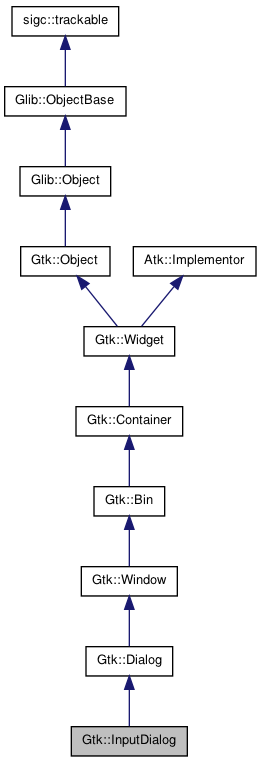 sigc::trackable
Glib::ObjectBase
Glib::Object
Gtk::Object
Atk::Implementor
Gtk::Widget
Gtk::Container
Gtk::Bin
Gtk::Window
Gtk::Dialog
Gtk::InputDialog